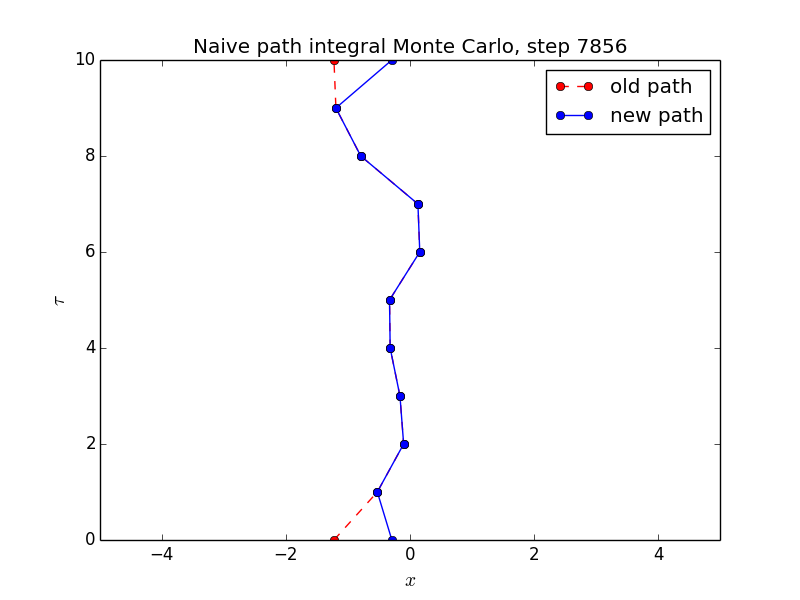 Naive path integral Monte Carlo, step 7856
old path
new path
10
8
6
4
2
0
τ
−4 −2 0 2 4
x